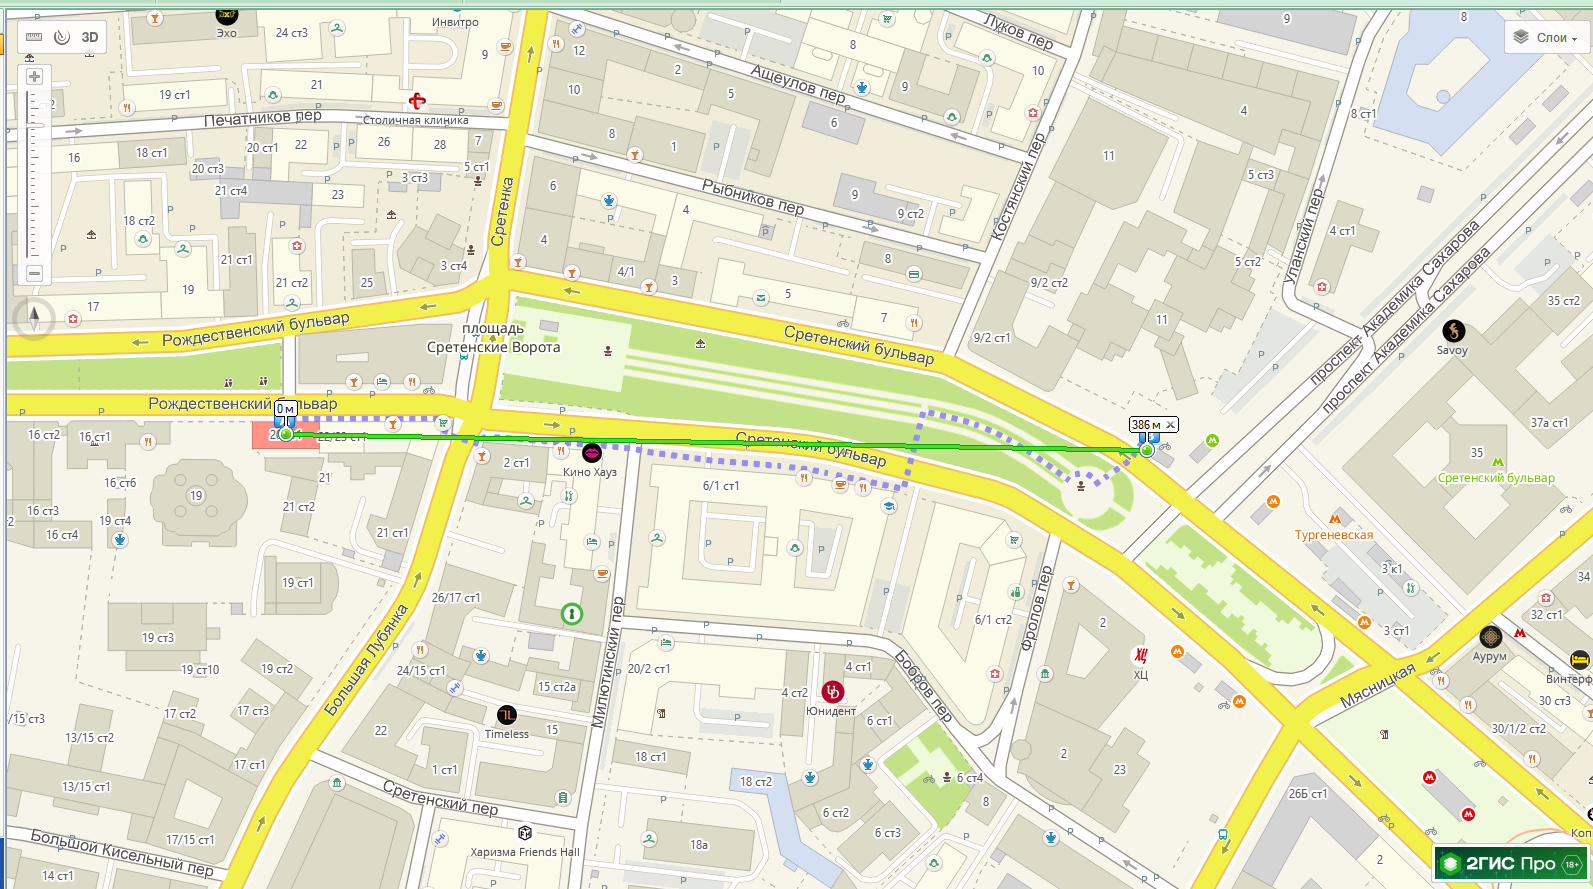 3D
Слои
Эхо
24 ст3
Инвитро
9
12
10
2
8
Луков пер
10
9
8
Ащеулов пер
5
9
6
4
8 ст1
19 ст1
21
Печатников пер
Столичная клиника
16
18 ст1
20 ст1
22
26
28
7
5 ст1
20 ст3
21 ст4
23
3 ст3
8
1
6
Рыбников пер
9
9 ст2
Костянский пер
11
5 ст3
Сретенка
4
18 ст2
21 ст1
3 ст4
4
8
4 ст1
5 ст2
Уланский пер
проспект Академика Сахарова
проспект Академика Сахарова
17
19
21 ст2
25
4/1
3
5
7
9/2 ст2
11
9/2 ст1
35 ст2
Savoy
Рождественский бульвар
площадь
Сретенские Ворота
Сретенский бульвар
Рождественский бульвар
0 м
386 м
16 ст2
16 ст1
22/23 ст1
Сретенский бульвар
37а ст1
35
Сретенский бульвар
Кино Хауз
2 ст1
6/1 ст1
16 ст6
19
21
21 ст2
16 ст3
19 ст4
16 ст4
21 ст1
Тургеневская
3 к1
34
32 ст1
3 ст1
19 ст1
26/17 ст1
19 ст3
Большая Лубянка
Милютинский пер
6/1 ст2
Фролов пер
2
ХЦ
Аурум
Мясницкая
Винтерф
30 ст3
30/1/2 ст2
19 ст10
19 ст2
24/15 ст1
15 ст2а
20/2 ст1
4 ст1
4 ст2
Юнидент
Бобров пер
6 ст1
17 ст2
17 ст3
13/15 ст2
22
Timeless
15
17 ст1
1 ст1
18 ст1
18 ст2
6 ст4
8
2
23
13/15 ст1
Сретенский пер
6 ст2
6 ст3
26Б ст1
17/15 ст1
Харизма Friends Hall
18а
Большой Кисельный пер
14 ст1
2
2ГИС Про
18+